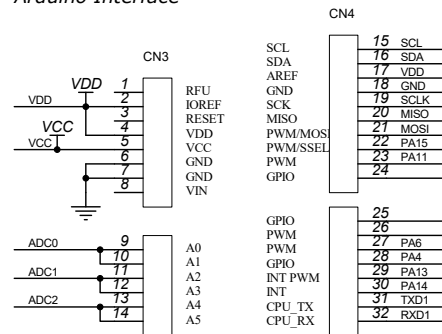 Arduino Interface
CN3
VDD
VDD
VCC
VCC
1 RFU
2 IOREF
3 RESET
4 VDD
5 VCC
6 GND
7 GND
8 VIN
ADC0 9 A0
10 A1
ADC1 11 A2
12 A3
ADC2 13 A4
14 A5
CN4
SCL 15 SCL
SDA 16 SDA
AREF 17 VDD
GND 18 GND
SCK 19 SCLK
MISO 20 MISO
PWM/MOSI 21 MOSI
PWM/SSEL 22 PA15
PWM 23 PA11
GPIO 24
GPIO 25
PWM 26
PWM 27 PA6
GPIO 28 PA4
INT PWM 29 PA13
INT 30 PA14
CPU_TX 31 TXD1
CPU_RX 32 RXD1